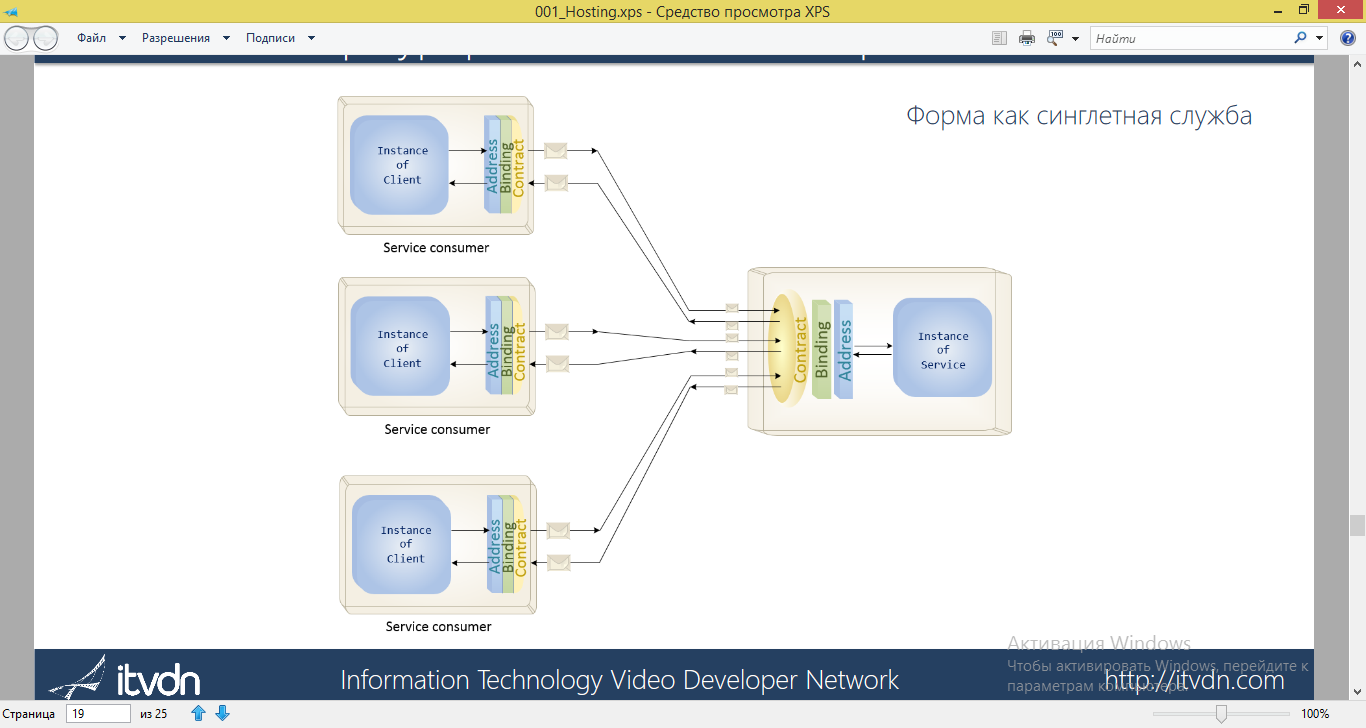 001_Hosting.xps - Средство просмотра XPS
Файл
Разрешения
Подписи
100
Найти
?
Форма как синглетная служба
Instance
of
Client
Address
Binding
Contract
Service consumer
Instance
of
Client
Address
Binding
Contract
Service consumer
Instance
of
Client
Address
Binding
Contract
Service consumer
Contract
Binding
Address
Instance
of
Service
Активация Windows
Чтобы активировать Windows, перейдите к
параметрам компьютера.
itvdn
Information Technology Video Developer Network
http://itvdn.com
Страница
19
из 25
100%